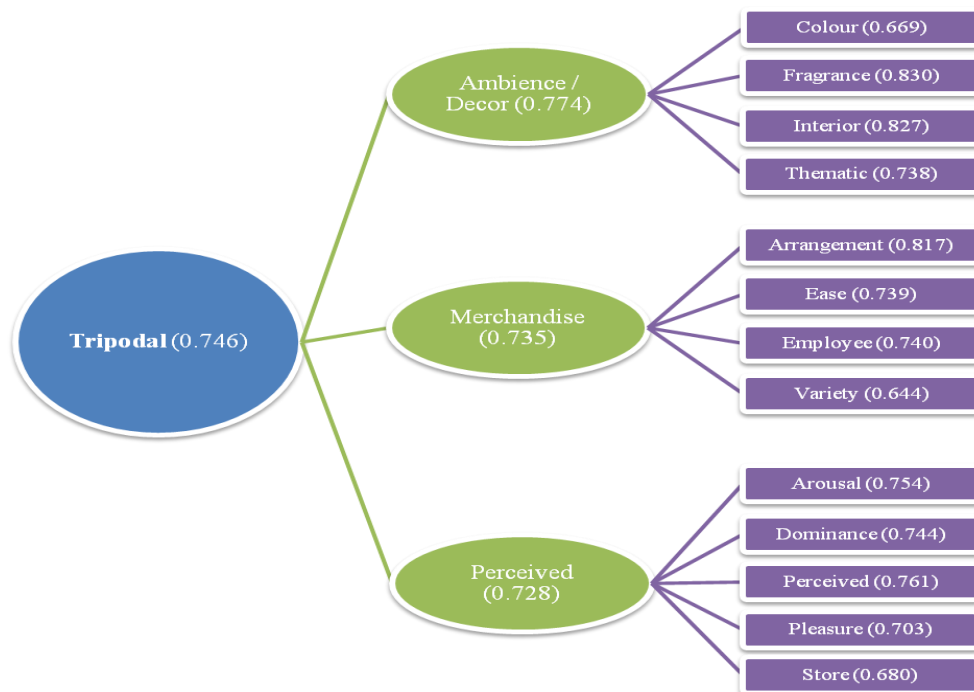 Tripodal (0.746)
Ambience /
Decor (0.774)
Colour (0.669)
Fragrance (0.830)
Interior (0.827)
Thematic (0.738)
Merchandise
(0.735)
Arrangement (0.817)
Ease (0.739)
Employee (0.740)
Variety (0.644)
Perceived
(0.728)
Arousal (0.754)
Dominance (0.744)
Perceived (0.761)
Pleasure (0.703)
Store (0.680)